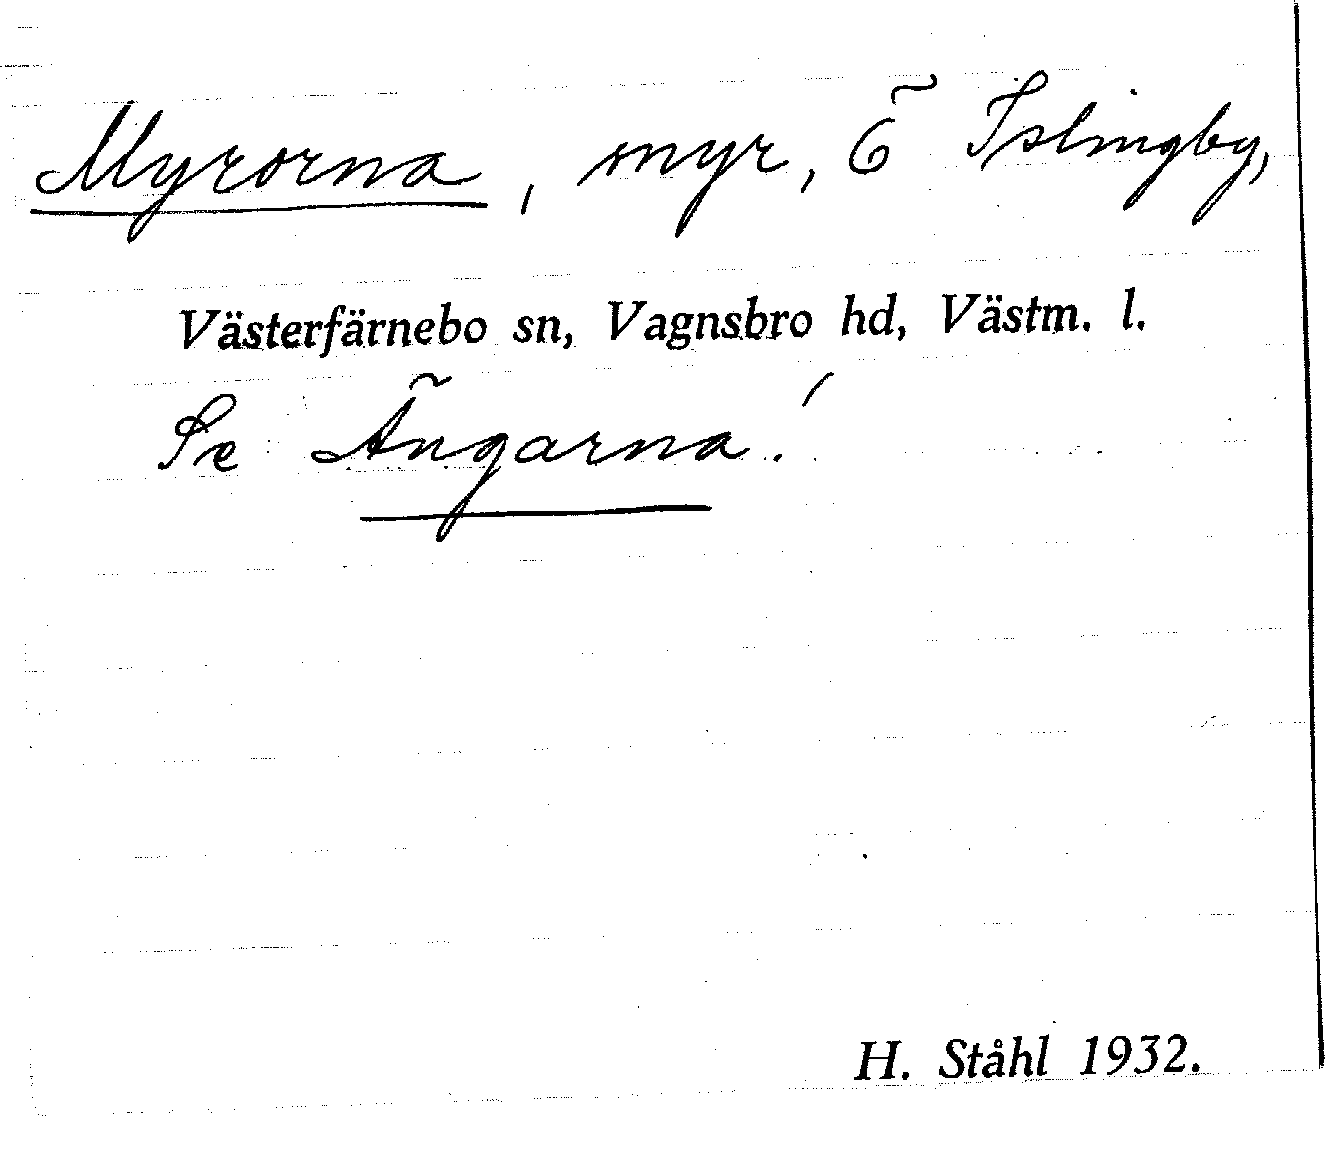 Myrorna, myr, Ö Islingby,
Västerfärnebo sn, Vagnsbro hd, Västm. l.
Se Ängarna!
H. Ståhl 1932.